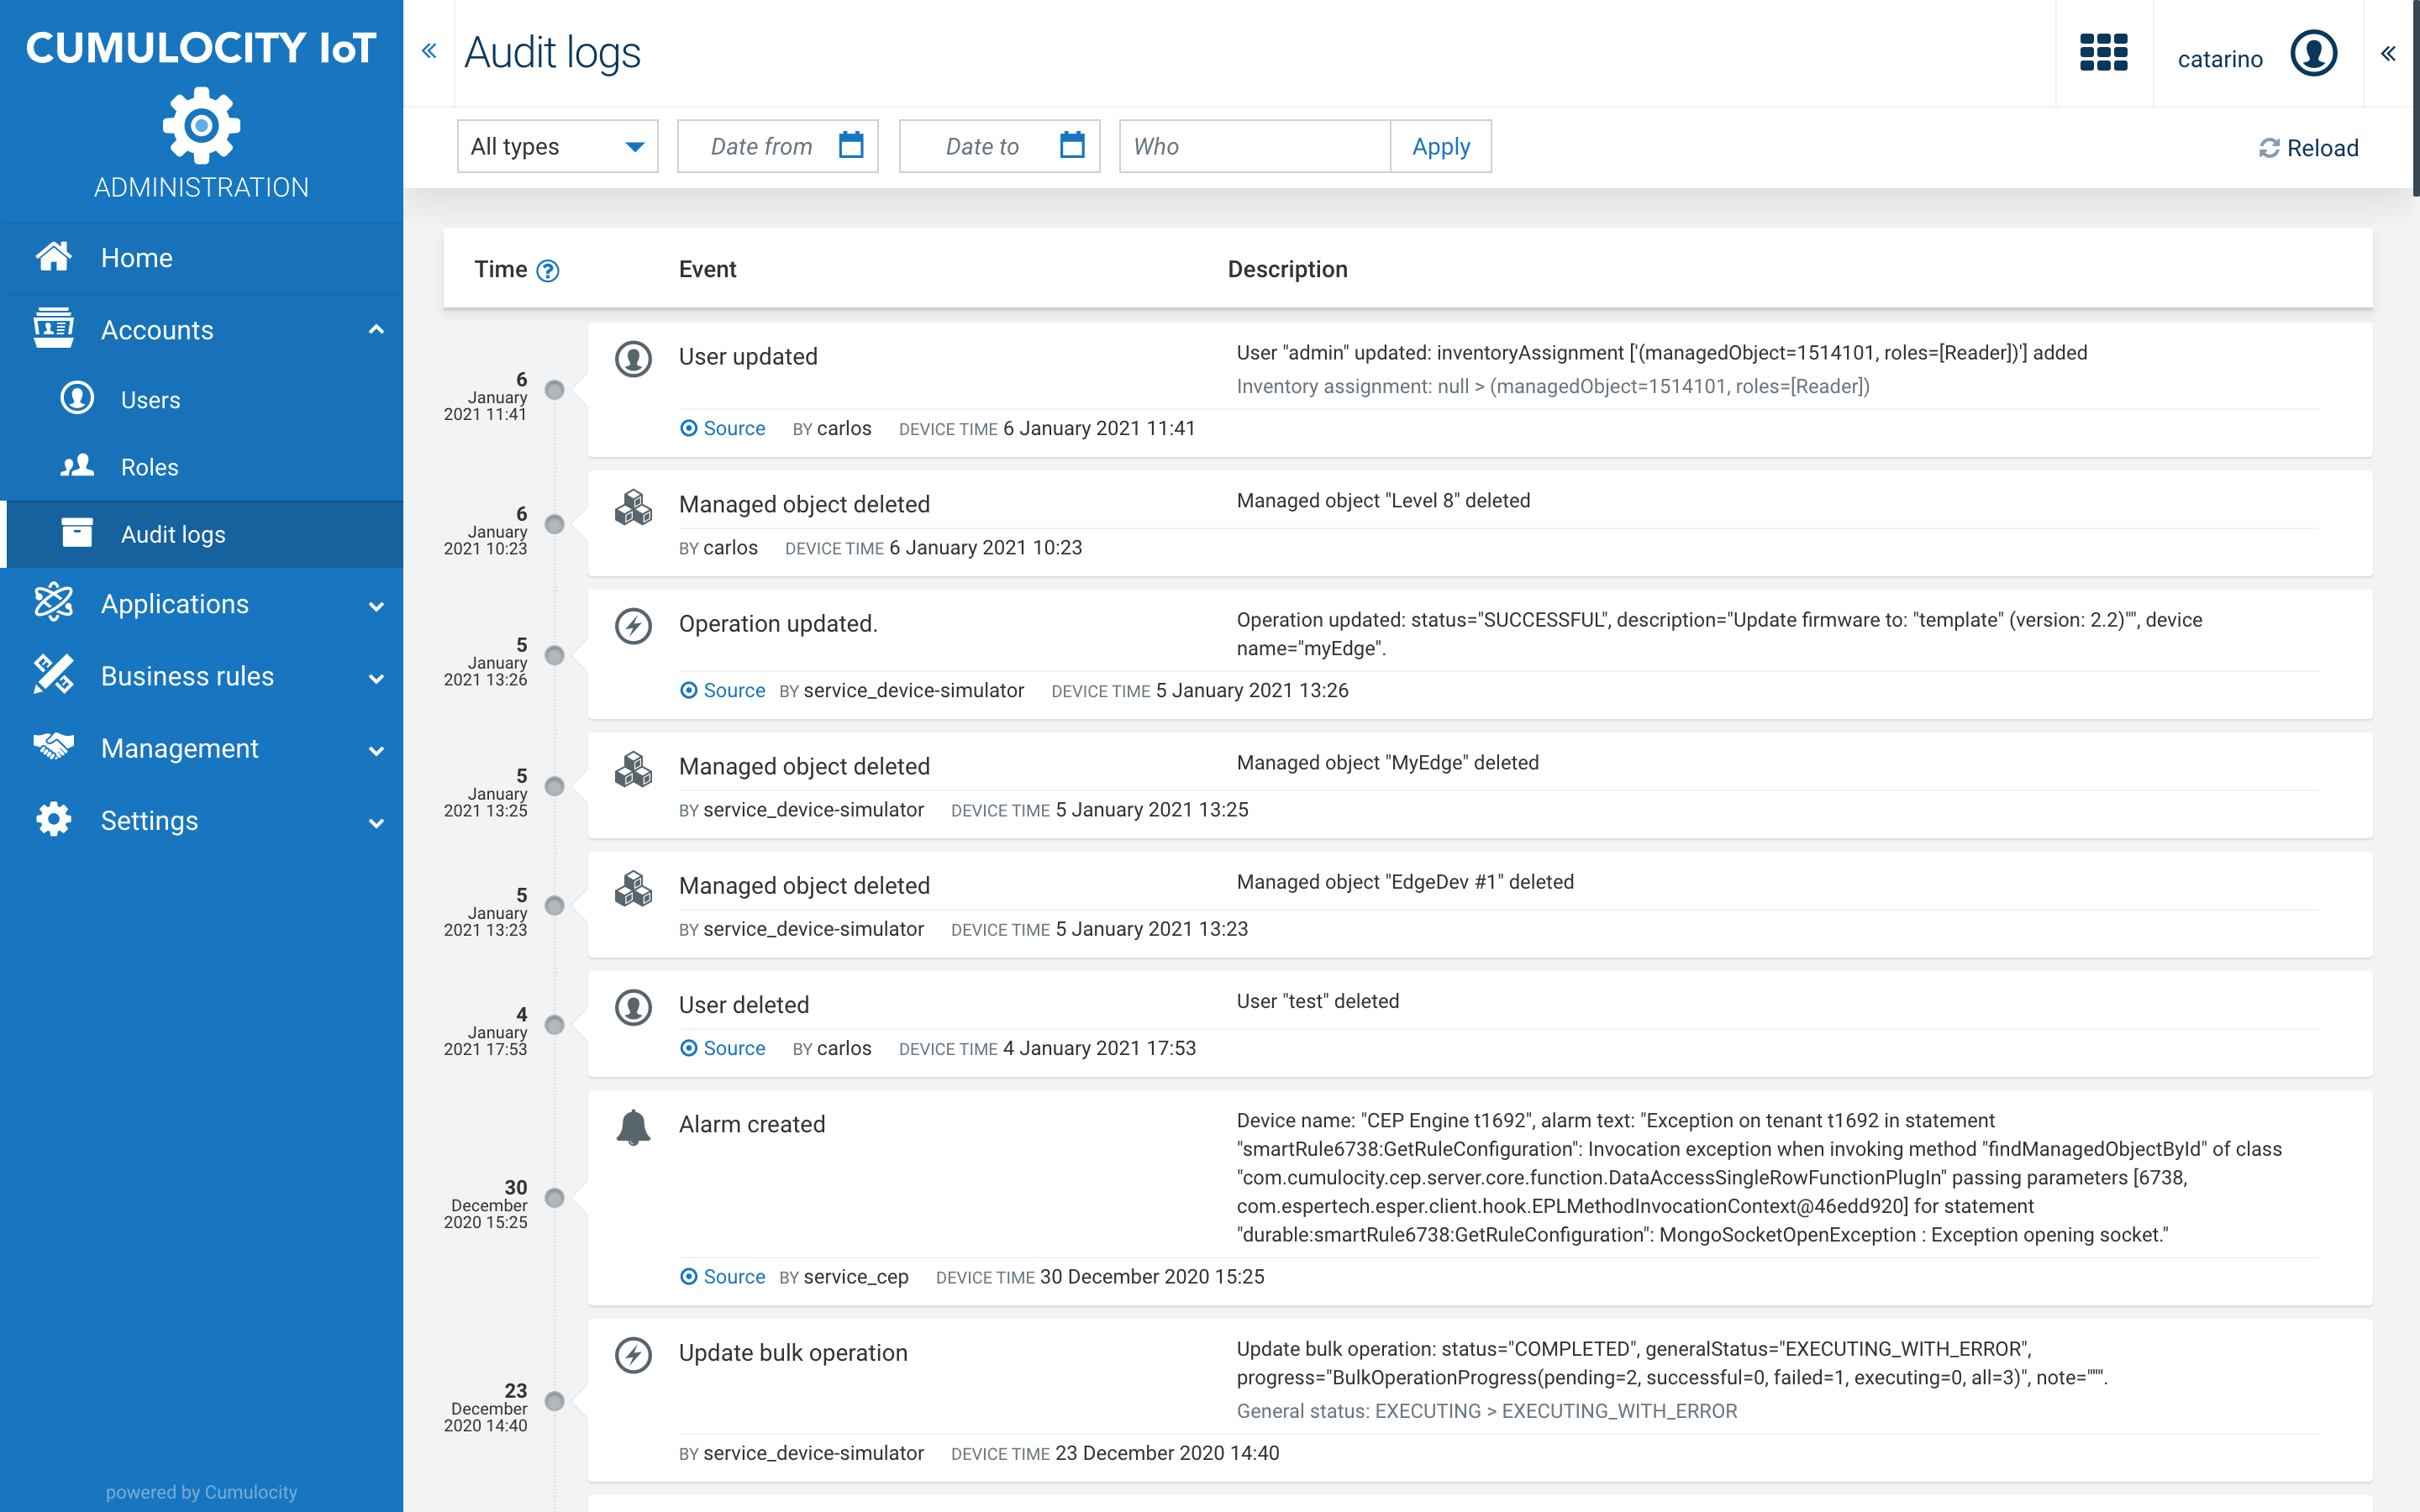 CUMULOCITY IoT
ADMINISTRATION
Home
Accounts
Users
Roles
Audit logs
Applications
Business rules
Management
Settings
powered by Cumulocity
Audit logs
catarino
All types
Date from
Date to
Who
Apply
Reload
Time ?
Event
Description
6
January
2021 11:41
User updated
User "admin" updated: inventoryAssignment ['(managedObject=1514101, roles=[Reader])'] added
Inventory assignment: null > (managedObject=1514101, roles=[Reader])
Source BY carlos DEVICE TIME 6 January 2021 11:41
6
January
2021 10:23
Managed object deleted
Managed object "Level 8" deleted
BY carlos DEVICE TIME 6 January 2021 10:23
5
January
2021 13:26
Operation updated.
Operation updated: status="SUCCESSFUL", description="Update firmware to: "template" (version: 2.2)"", device
name="myEdge".
Source BY service_device-simulator DEVICE TIME 5 January 2021 13:26
5
January
2021 13:25
Managed object deleted
Managed object "MyEdge" deleted
BY service_device-simulator DEVICE TIME 5 January 2021 13:25
5
January
2021 13:23
Managed object deleted
Managed object "EdgeDev #1" deleted
BY service_device-simulator DEVICE TIME 5 January 2021 13:23
4
January
2021 17:53
User deleted
User "test" deleted
Source BY carlos DEVICE TIME 4 January 2021 17:53
30
December
2020 15:25
Alarm created
Device name: "CEP Engine t1692", alarm text: "Exception on tenant t1692 in statement
"smartRule6738:GetRuleConfiguration": Invocation exception when invoking method "findManagedObjectById" of class
"com.cumulocity.cep.server.core.function.DataAccessSingleRowFunctionPlugIn" passing parameters [6738,
com.espertech.esper.client.hook.EPLMethodInvocationContext@46edd920] for statement
"durable:smartRule6738:GetRuleConfiguration": MongoSocketOpenException : Exception opening socket."
Source BY service_cep DEVICE TIME 30 December 2020 15:25
23
December
2020 14:40
Update bulk operation
Update bulk operation: status="COMPLETED", generalStatus="EXECUTING_WITH_ERROR",
progress="BulkOperationProgress(pending=2, successful=0, failed=1, executing=0, all=3)", note=""".
General status: EXECUTING > EXECUTING_WITH_ERROR
BY service_device-simulator DEVICE TIME 23 December 2020 14:40